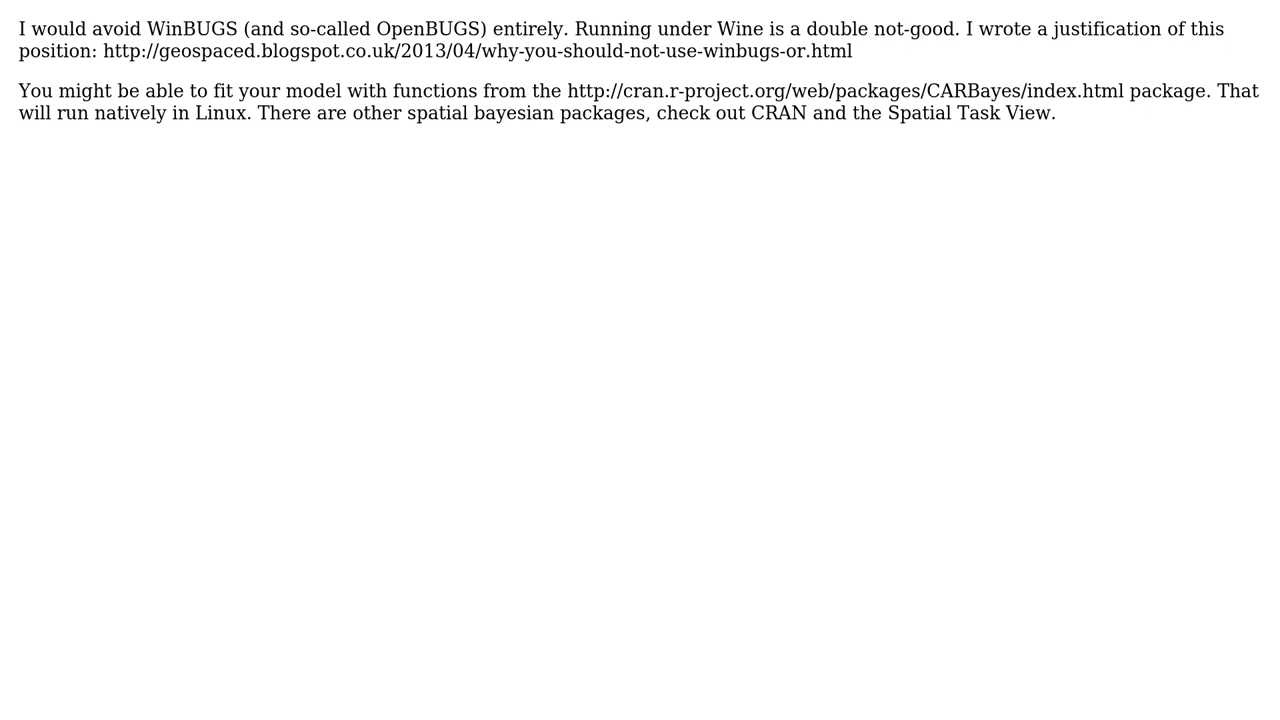 I would avoid WinBUGS (and so-called OpenBUGS) entirely. Running under Wine is a double not-good. I wrote a justification of this
position: http://geospaced.blogspot.co.uk/2013/04/why-you-should-not-use-winbugs-or.html
You might be able to fit your model with functions from the http://cran.r-project.org/web/packages/CARBayes/index.html package. That
will run natively in Linux. There are other spatial bayesian packages, check out CRAN and the Spatial Task View.